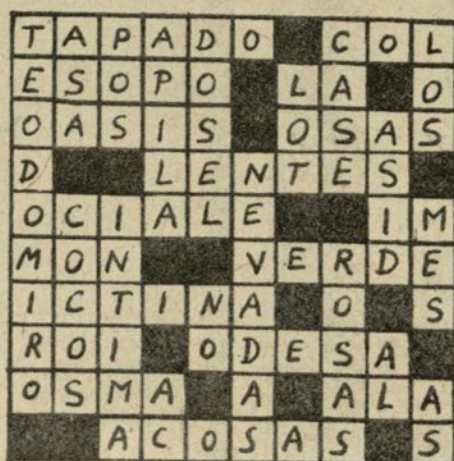 TAPADO COL
ESOPO LA O
OASIS OSAS
D LENTES
OCIALE IM
MON VERDE
ICTINA O S
ROI ODESA
OSMA A ALA
ACOSAS S